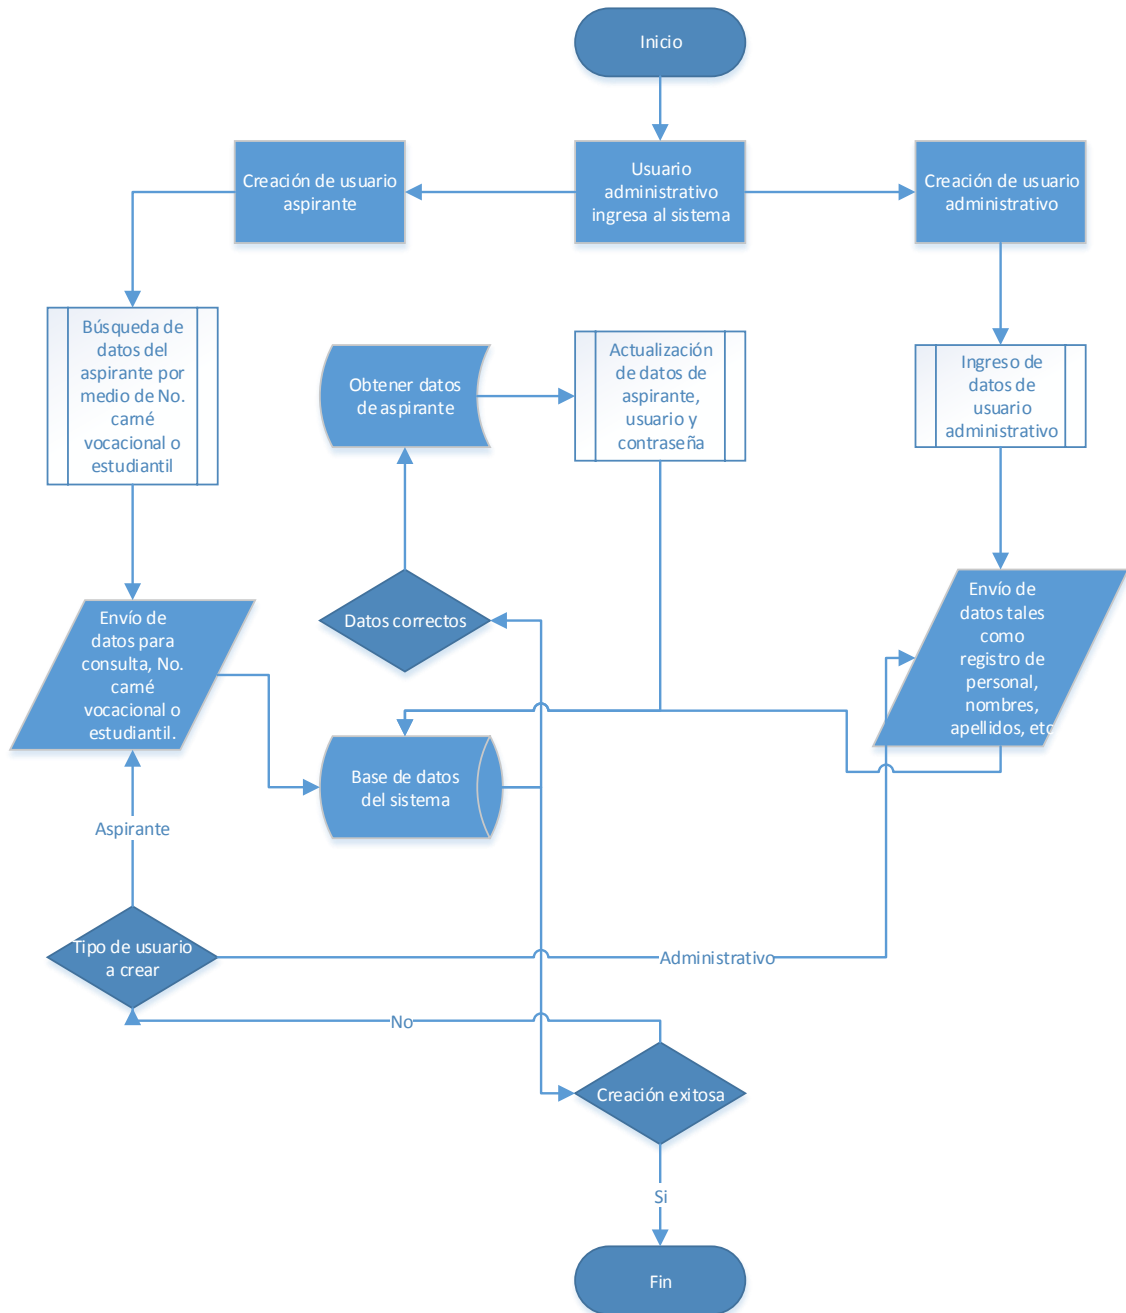 Inicio
Creación de usuario
aspirante
Usuario
administrativo
ingresa al sistema
Creación de usuario
administrativo
Búsqueda de
datos del
aspirante por
medio de No.
carné
vocacional o
estudiantil
Obtener datos
de aspirante
Actualización
de datos de
aspirante,
usuario y
contraseña
Ingreso de
datos de
usuario
administrativo
Envío de
datos para
consulta, No.
carné
vocacional o
estudiantil.
Datos correctos
Envío de
datos tales
como
registro de
personal,
nombres,
apellidos, etc
Base de datos
del sistema
Aspirante
Tipo de usuario
a crear
Administrativo
No
Creación exitosa
Si
Fin